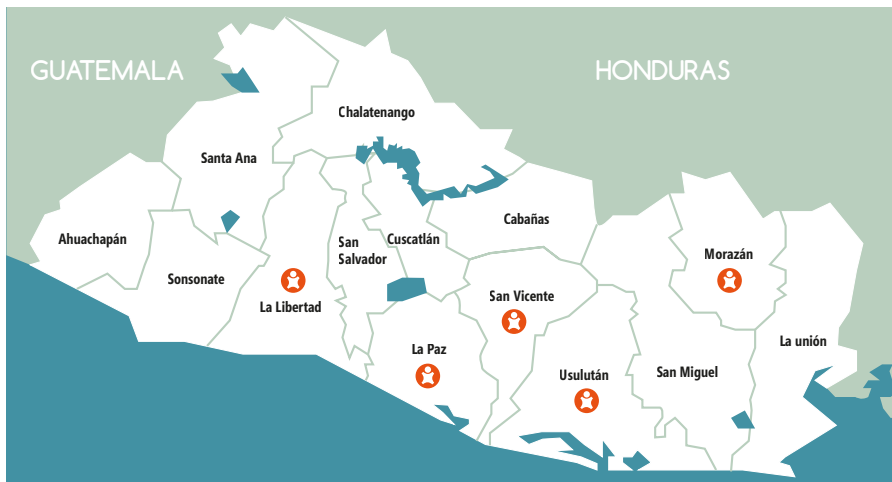 GUATEMALA
HONDURAS
Chalatenango
Santa Ana
Cabañas
Ahuachapán
San
Salvador
Cuscatlán
Morazán
Sonsonate
La Libertad
San Vicente
La unión
La Paz
Usulután
San Miguel